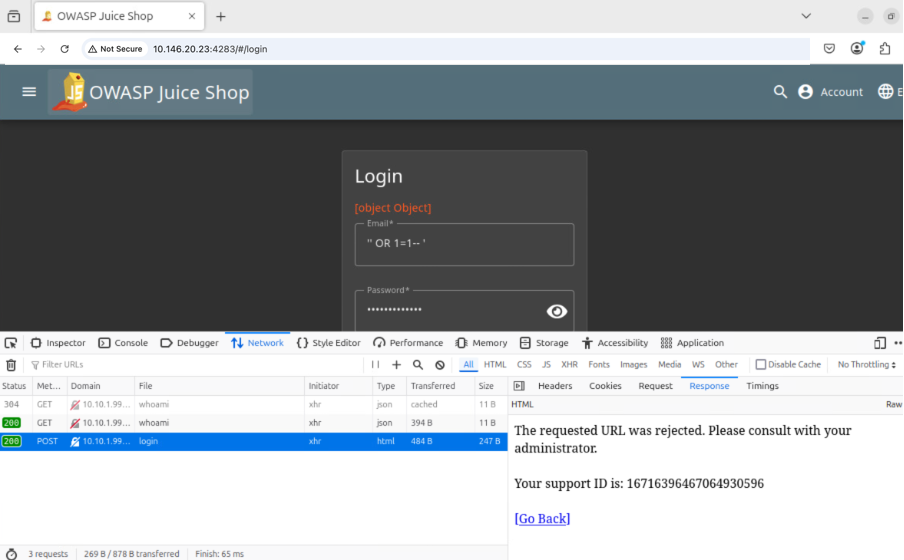 OWASP Juice Shop
Not Secure 10.146.20.23:4283/#/login
JS OWASP Juice Shop Account E
Login
[object Object]
Email*
'' OR 1=1-- '
Password*
•••••••••••••
Inspector Console Debugger Network Style Editor Performance Memory Storage Accessibility Application
Filter URLs All HTML CSS JS XHR Fonts Images Media WS Other Disable Cache No Throttling
Status Met... Domain File Initiator Type Transferred Size
304 GET 10.10.1.99... whoami xhr json cached 11 B
200 GET 10.10.1.99... whoami xhr json 394 B 11 B
200 POST 10.10.1.99... login xhr html 484 B 247 B
3 requests 269 B / 878 B transferred Finish: 65 ms
Headers Cookies Request Response Timings
HTML Raw
The requested URL was rejected. Please consult with your
administrator.
Your support ID is: 16716396467064930596
[Go Back]